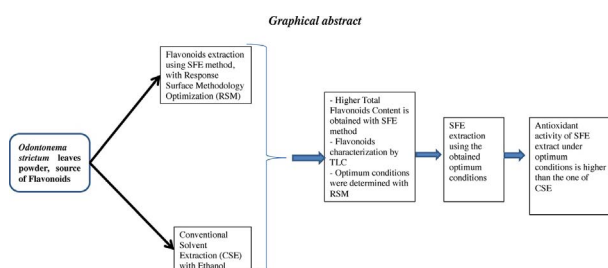 Graphical abstract
Flavonoids extraction
using SFE method,
with Response
Surface Methodology
Optimization (RSM)
Odontonema
strictum leaves
powder, source
of Flavonoids
Conventional
Solvent
Extraction (CSE)
with Ethanol
- Higher Total
Flavonoids Content is
obtained with SFE
method
- Flavonoids
characterization by
TLC
- Optimum conditions
were determined with
RSM
SFE
extraction
using the
obtained
optimum
conditions
Antioxidant
activity of SFE
extract under
optimum
conditions is higher
than the one of
CSE